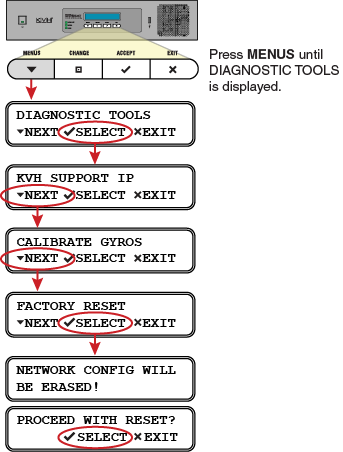 KVH
MENUS CHANGE ACCEPT EXIT
Press MENUS until
DIAGNOSTIC TOOLS
is displayed.
DIAGNOSTIC TOOLS
▼NEXT ✓SELECT ×EXIT
KVH SUPPORT IP
▼NEXT ✓SELECT ×EXIT
CALIBRATE GYROS
▼NEXT ✓SELECT ×EXIT
FACTORY RESET
▼NEXT ✓SELECT ×EXIT
NETWORK CONFIG WILL
BE ERASED!
PROCEED WITH RESET?
✓SELECT ×EXIT